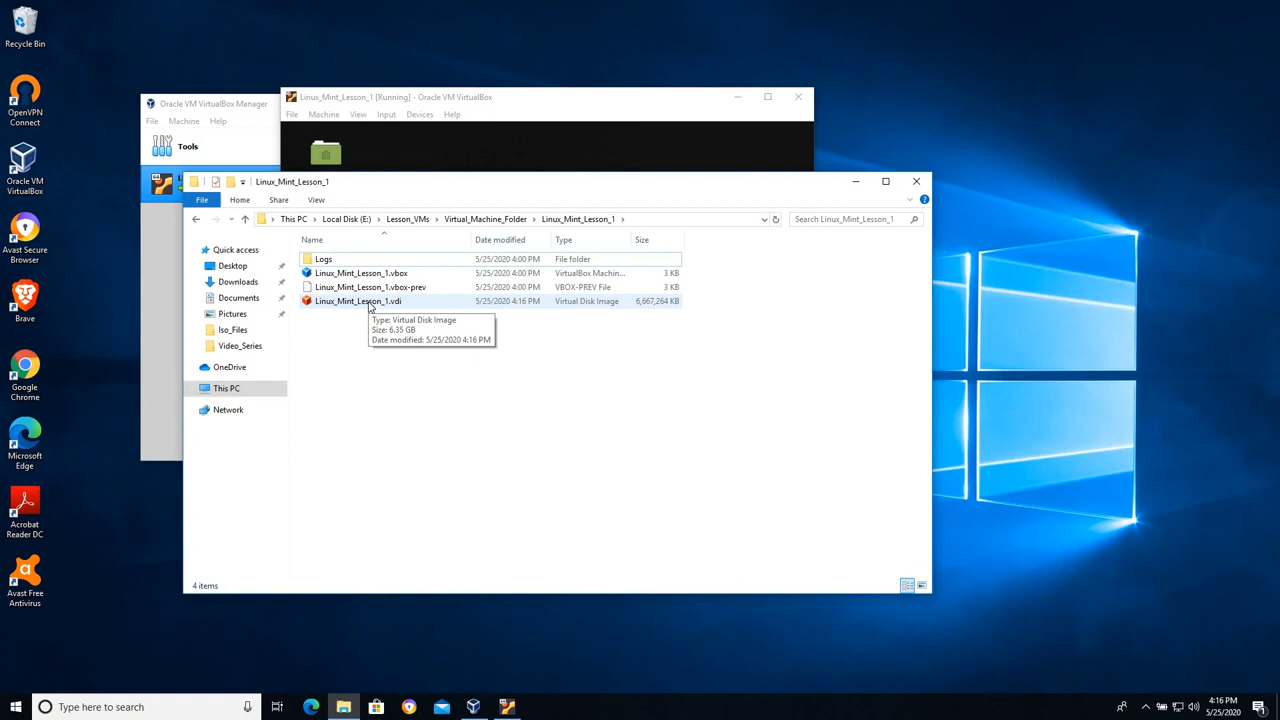 Recycle Bin
OpenVPN
Connect
Oracle VM
VirtualBox
Avast Secure
Browser
Brave
Google
Chrome
Microsoft
Edge
Acrobat
Reader DC
Avast Free
Antivirus
Oracle VM VirtualBox Manager
File Machine Help
Tools
Linux_Mint_Lesson_1 [Running] - Oracle VM VirtualBox
File Machine View Input Devices Help
Linux_Mint_Lesson_1
File Home Share View
This PC Local Disk (E:) Lesson_VMs Virtual_Machine_Folder Linux_Mint_Lesson_1 Search Linux_Mint_Lesson_1
Quick access
Desktop
Downloads
Documents
Pictures
Iso_Files
Video_Series
OneDrive
This PC
Network
Name Date modified Type Size
Logs 5/25/2020 4:00 PM File folder
Linux_Mint_Lesson_1.vbox 5/25/2020 4:00 PM VirtualBox Machin... 3 KB
Linux_Mint_Lesson_1.vbox-prev 5/25/2020 4:00 PM VBOX-PREV File 3 KB
Linux_Mint_Lesson_1.vdi 5/25/2020 4:16 PM Virtual Disk Image 6,667,264 KB
Type: Virtual Disk Image
Size: 6.35 GB
Date modified: 5/25/2020 4:16 PM
4 items
Type here to search
4:16 PM
5/25/2020